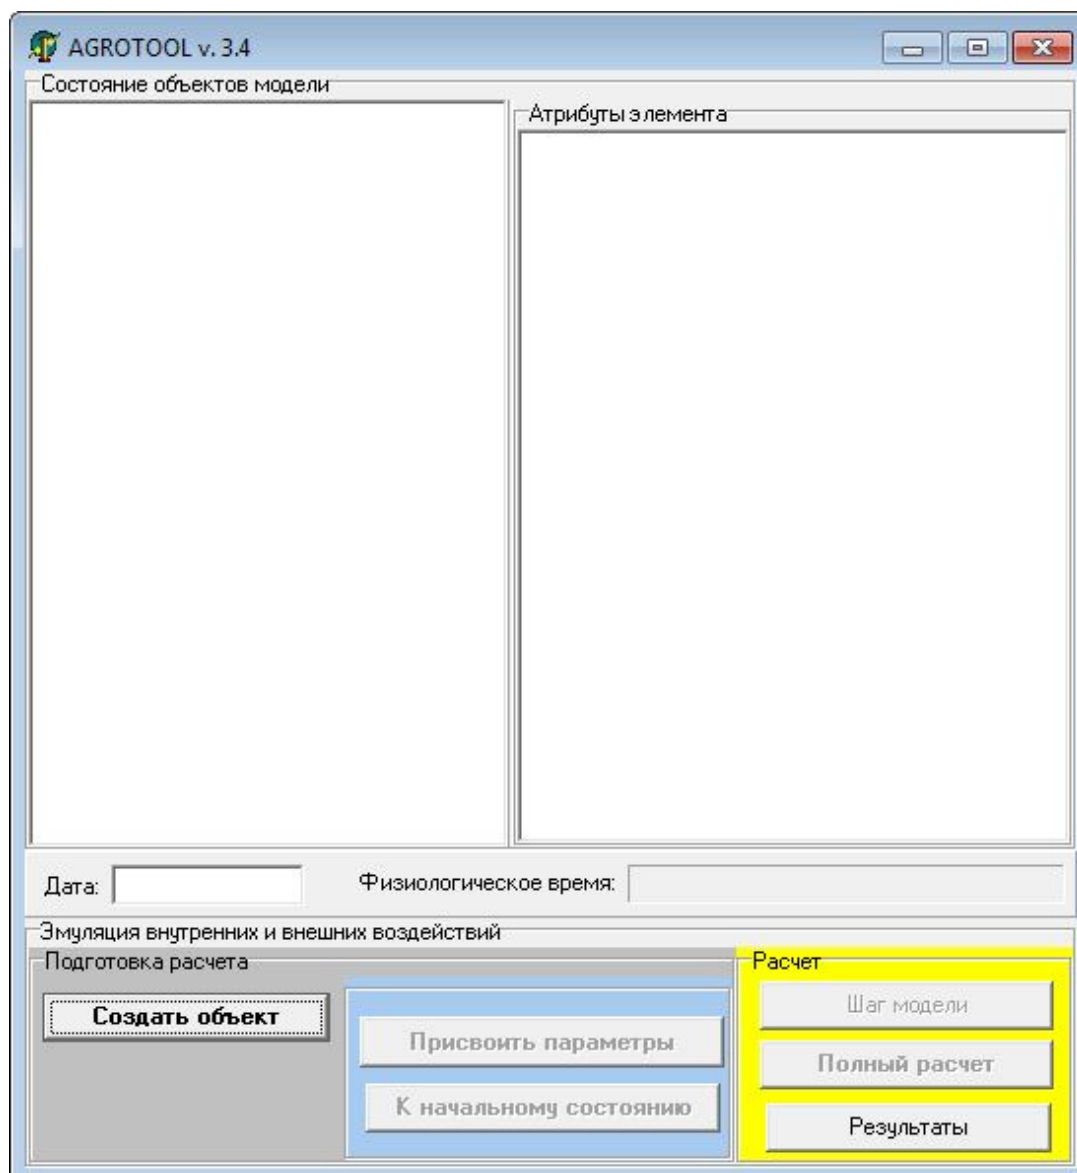 AGROTOOL v. 3.4
Состояние объектов модели
Атрибуты элемента
Дата:
Физиологическое время:
Эмуляция внутренних и внешних воздействий
Подготовка расчета
Расчет
Создать объект
Присвоить параметры
К начальному состоянию
Шаг модели
Полный расчет
Результаты